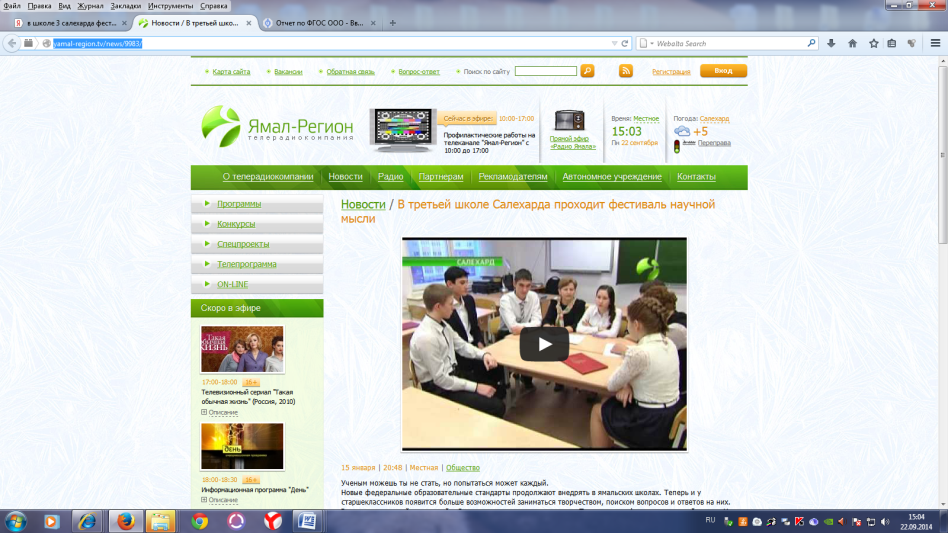 Файл Правка Вид Журнал Закладки Инструменты Справка
в школе 3 салехарда фест... Новости / В третьей шко... Отчет по ФГОС ООО - Вв...
yamal-region.tv/news/9983/ Webalta Search
Карта сайта Вакансии Обратная связь Вопрос-ответ Поиск по сайту Регистрация Вход
Ямал-Регион
телерадиокомпания
Сейчас в эфире: 10:00-17:00
Профилактические работы на
телеканале "Ямал-Регион" с
10:00 до 17:00
Прямой эфир
«Радио Ямала»
Время: Местное
15:03
Пн 22 сентября
Погода: Салехард
+5
Переправа
О телерадиокомпании Новости Радио Партнерам Рекламодателям Автономное учреждение Контакты
Программы
Конкурсы
Спецпроекты
Телепрограмма
ON-LINE
Скоро в эфире
Такая
обычная
жизнь
17:00-18:00 16+
Телевизионный сериал "Такая
обычная жизнь" (Россия, 2010)
Описание
ДЕНЬ
18:00-18:30 16+
Информационная программа "День"
Описание
Новости / В третьей школе Салехарда проходит фестиваль научной
мысли
САЛЕХАРД
15 января | 20:48 | Местная | Общество
Ученым можешь ты не стать, но попытаться может каждый.
Новые федеральные образовательные стандарты продолжают внедрять в ямальских школах. Теперь и у
старшеклассников появится больше возможностей заниматься творчеством, поиском вопросов и ответов на них.
RU 15:04
22.09.2014